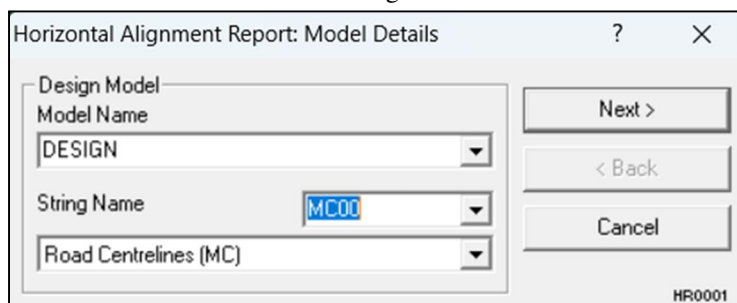 Horizontal Alignment Report: Model Details ? X
Design Model
Model Name
DESIGN
String Name MC00
Road Centrelines (MC)
Next >
< Back
Cancel
HR0001